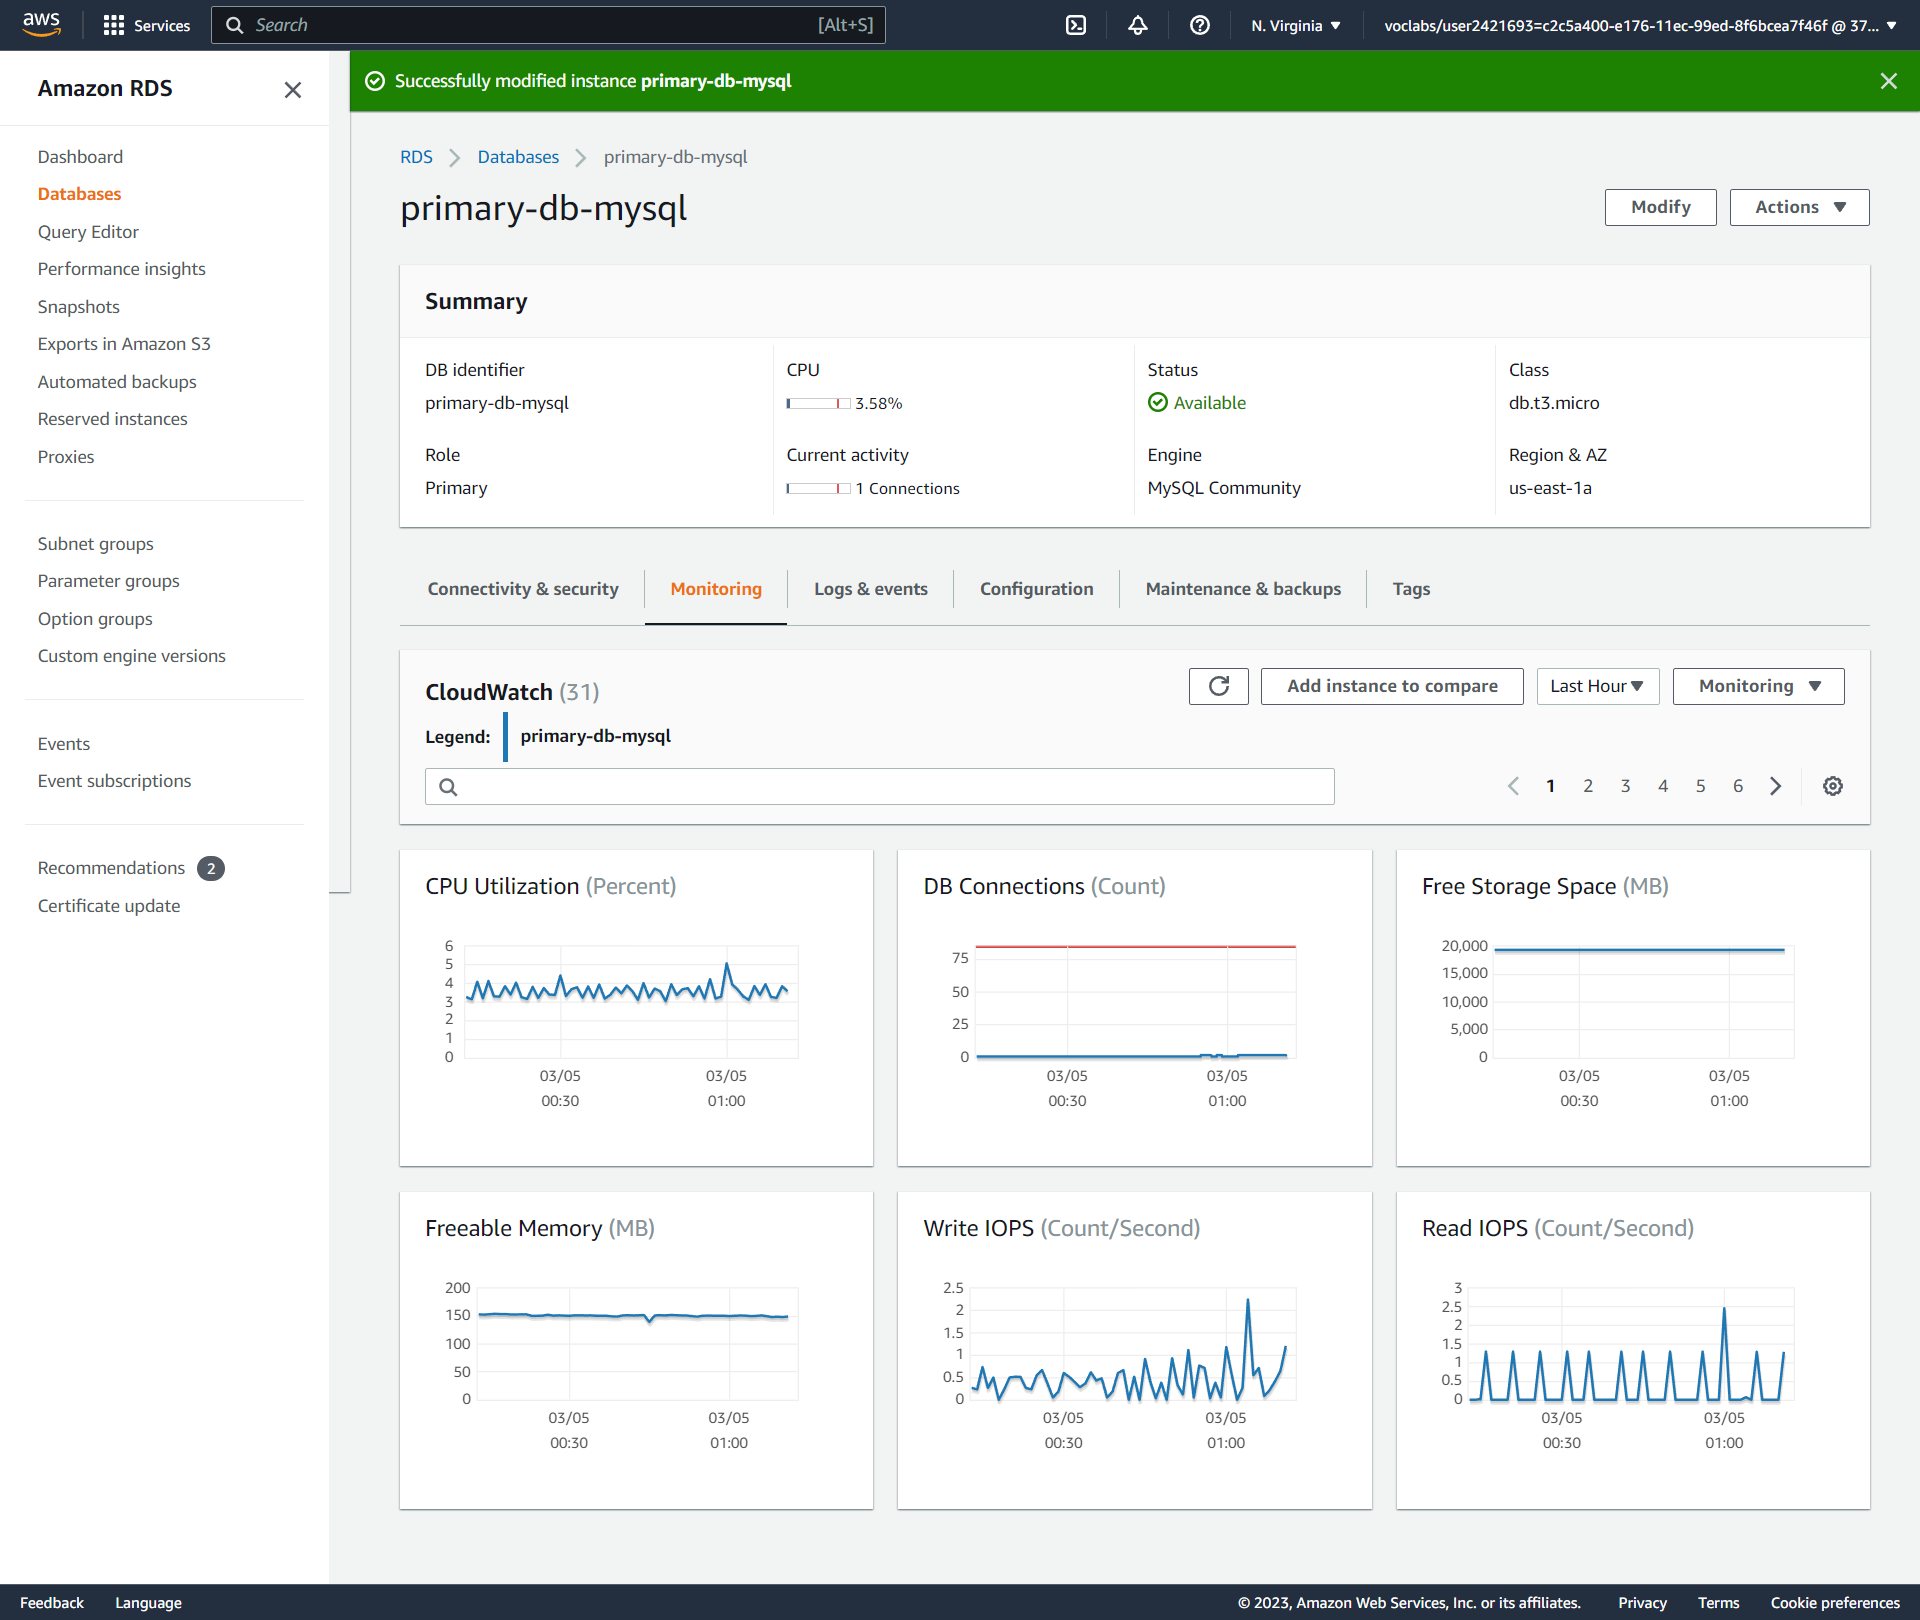 aws
Services
Search [Alt+S]
N. Virginia
voclabs/user2421693=c2c5a400-e176-11ec-99ed-8f6bcea7f46f @ 37...
Amazon RDS
Dashboard
Databases
Query Editor
Performance insights
Snapshots
Exports in Amazon S3
Automated backups
Reserved instances
Proxies
Subnet groups
Parameter groups
Option groups
Custom engine versions
Events
Event subscriptions
Recommendations 2
Certificate update
Successfully modified instance primary-db-mysql
RDS > Databases > primary-db-mysql
primary-db-mysql
Modify
Actions
Summary
DB identifier
primary-db-mysql
CPU
3.58%
Status
Available
Class
db.t3.micro
Role
Primary
Current activity
1 Connections
Engine
MySQL Community
Region & AZ
us-east-1a
Connectivity & security
Monitoring
Logs & events
Configuration
Maintenance & backups
Tags
CloudWatch (31)
Add instance to compare
Last Hour
Monitoring
Legend: primary-db-mysql
1 2 3 4 5 6
CPU Utilization (Percent)
6
5
4
3
2
1
0
03/05 03/05
00:30 01:00
DB Connections (Count)
75
50
25
0
03/05 03/05
00:30 01:00
Free Storage Space (MB)
20,000
15,000
10,000
5,000
0
03/05 03/05
00:30 01:00
Freeable Memory (MB)
200
150
100
50
0
03/05 03/05
00:30 01:00
Write IOPS (Count/Second)
2.5
2
1.5
1
0.5
0
03/05 03/05
00:30 01:00
Read IOPS (Count/Second)
3
2.5
2
1.5
1
0.5
0
03/05 03/05
00:30 01:00
Feedback
Language
© 2023, Amazon Web Services, Inc. or its affiliates.
Privacy
Terms
Cookie preferences